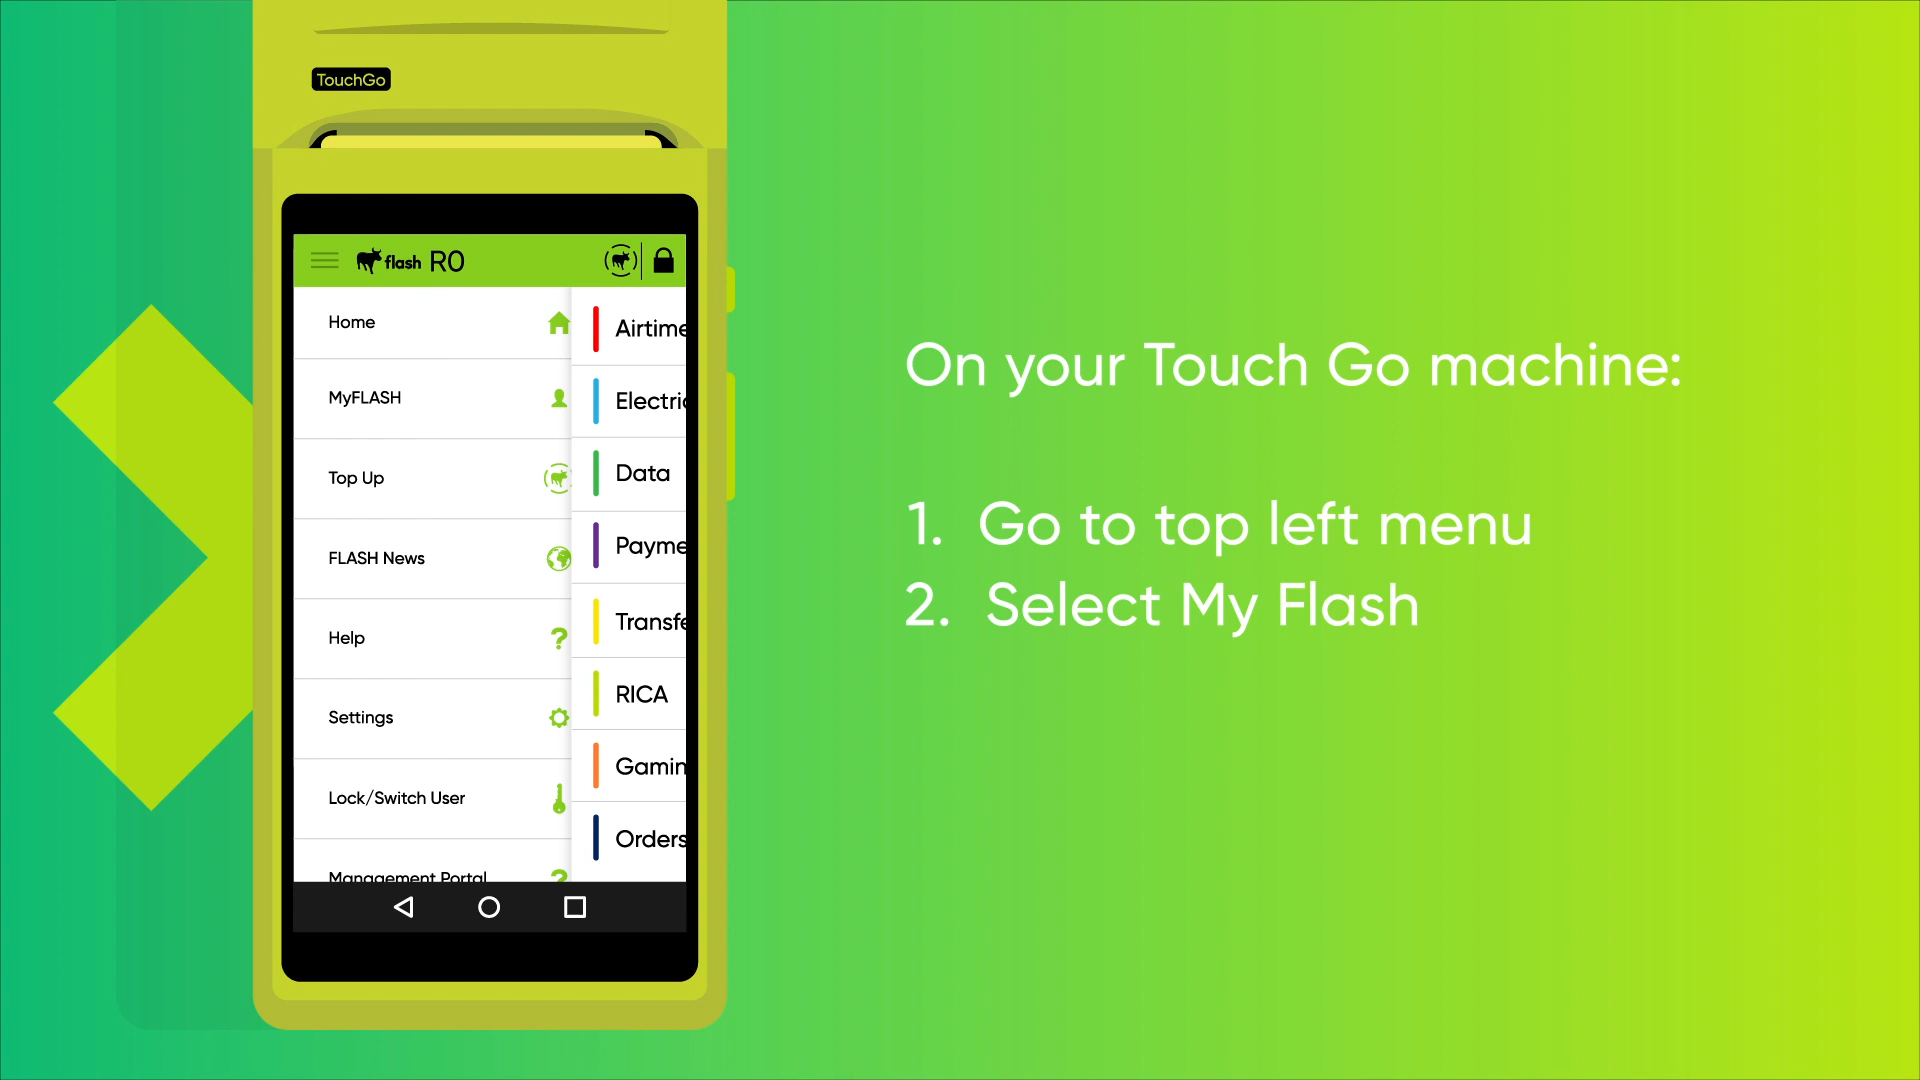 TouchGo
flash R0
Home
MyFLASH
Top Up
FLASH News
Help
Settings
Lock/Switch User
Management Portal
Airtime
Electric
Data
Payme
Transfe
RICA
Gamin
Orders
On your Touch Go machine:
1. Go to top left menu
2. Select My Flash